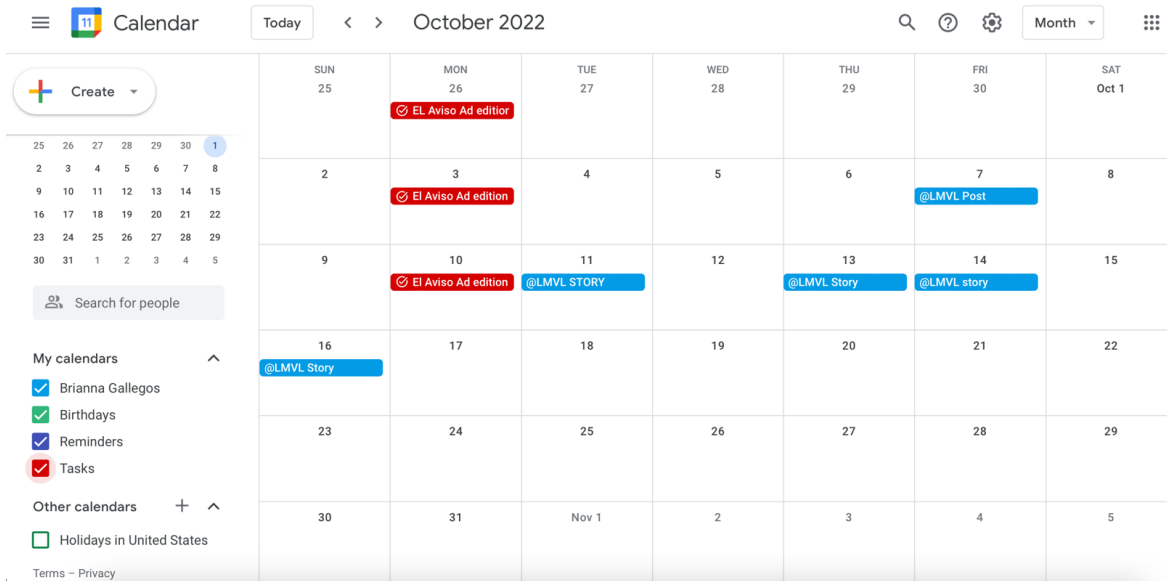 11 Calendar Today October 2022 Month
Create
25 26 27 28 29 30 1
2 3 4 5 6 7 8
9 10 11 12 13 14 15
16 17 18 19 20 21 22
23 24 25 26 27 28 29
30 31 1 2 3 4 5
Search for people
My calendars
Brianna Gallegos
Birthdays
Reminders
Tasks
Other calendars
Holidays in United States
Terms – Privacy
SUN MON TUE WED THU FRI SAT
25 26 27 28 29 30 Oct 1
EL Aviso Ad edition
2 3 4 5 6 7 8
El Aviso Ad edition @LMVL Post
9 10 11 12 13 14 15
El Aviso Ad edition @LMVL STORY @LMVL Story @LMVL story
16 17 18 19 20 21 22
@LMVL Story
23 24 25 26 27 28 29
30 31 Nov 1 2 3 4 5